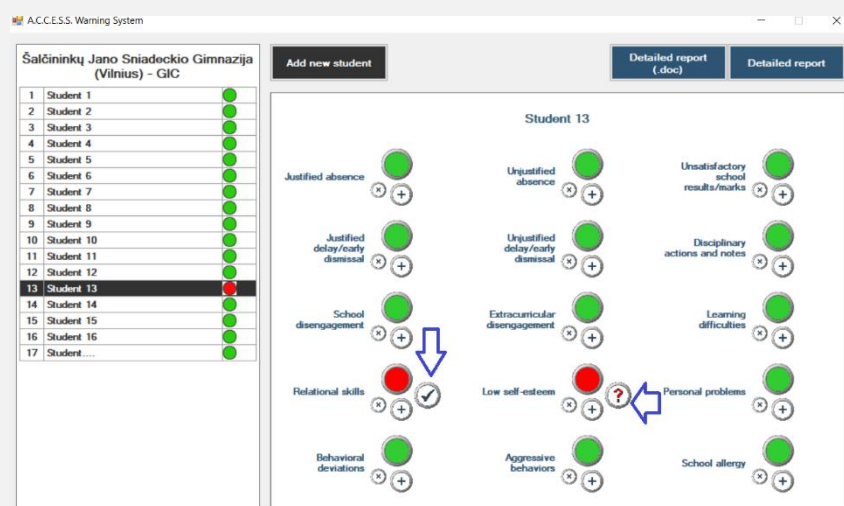 A.C.C.E.S.S. Warning System
Šalčininkų Jano Sniadeckio Gimnazija
(Vilnius) - GIC
1 Student 1
2 Student 2
3 Student 3
4 Student 4
5 Student 5
6 Student 6
7 Student 7
8 Student 8
9 Student 9
10 Student 10
11 Student 11
12 Student 12
13 Student 13
14 Student 14
15 Student 15
16 Student 16
17 Student....
Add new student
Detailed report
(.doc)
Detailed report
Student 13
Justified absence
Unjustified
absence
Unsatisfactory
school
results/marks
Justified
delay/early
dismissal
Unjustified
delay/early
dismissal
Disciplinary
actions and notes
School
disengagement
Extracurricular
disengagement
Learning
difficulties
Relational skills
Low self-esteem
?
Personal problems
Behavioral
deviations
Aggressive
behaviors
School allergy